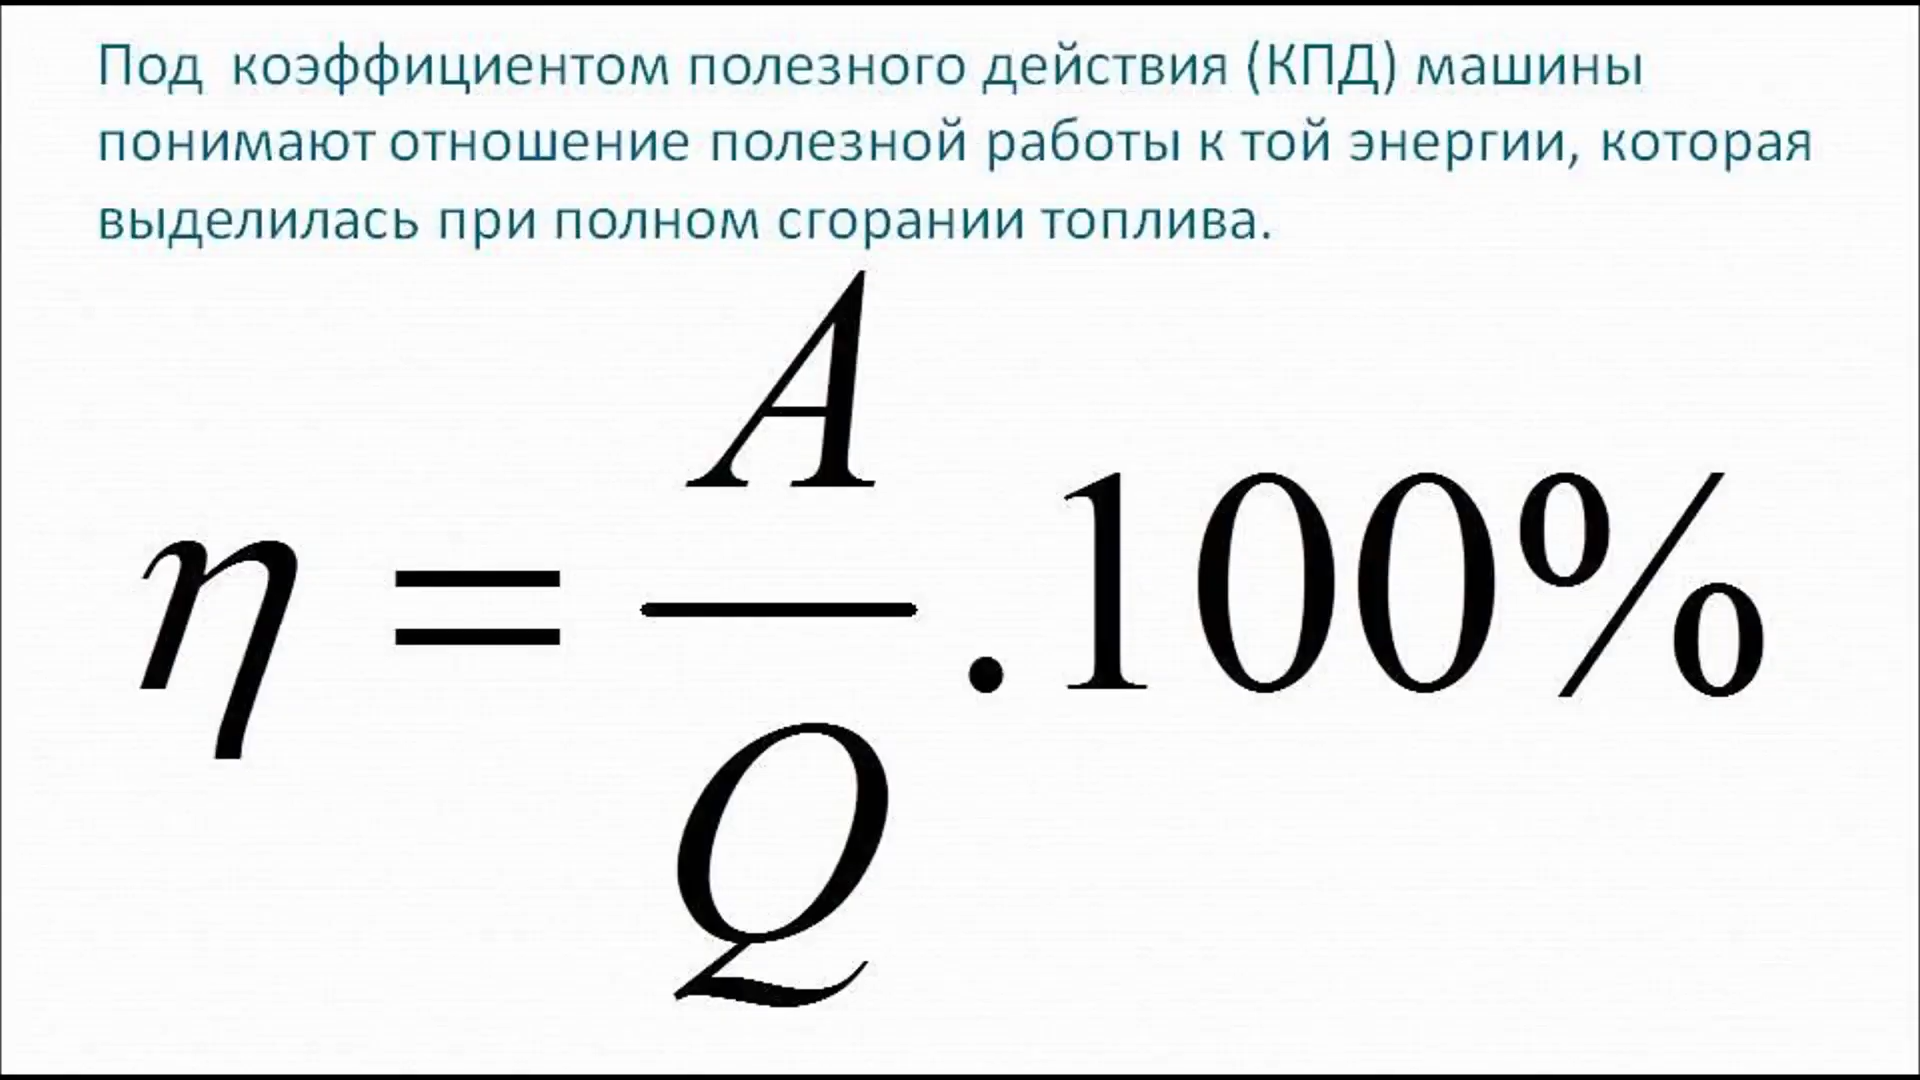 Под коэффициентом полезного действия (КПД) машины
понимают отношение полезной работы к той энергии, которая
выделилась при полном сгорании топлива.
η = A/Q .100%